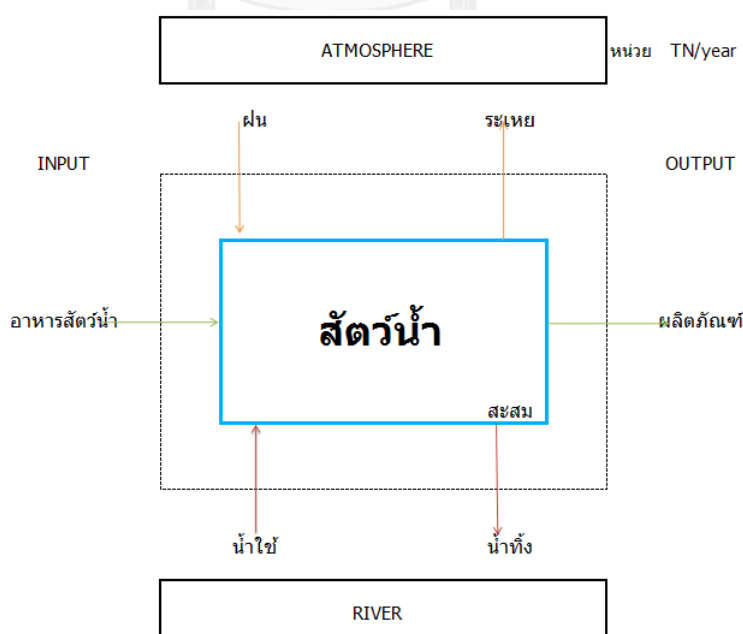 ATMOSPHERE
หน่วย TN/year
ฝน
ระเหย
INPUT
OUTPUT
อาหารสัตว์น้ำ
สัตว์น้ำ
ผลิตภัณฑ์
สะสม
น้ำใช้
น้ำทิ้ง
RIVER